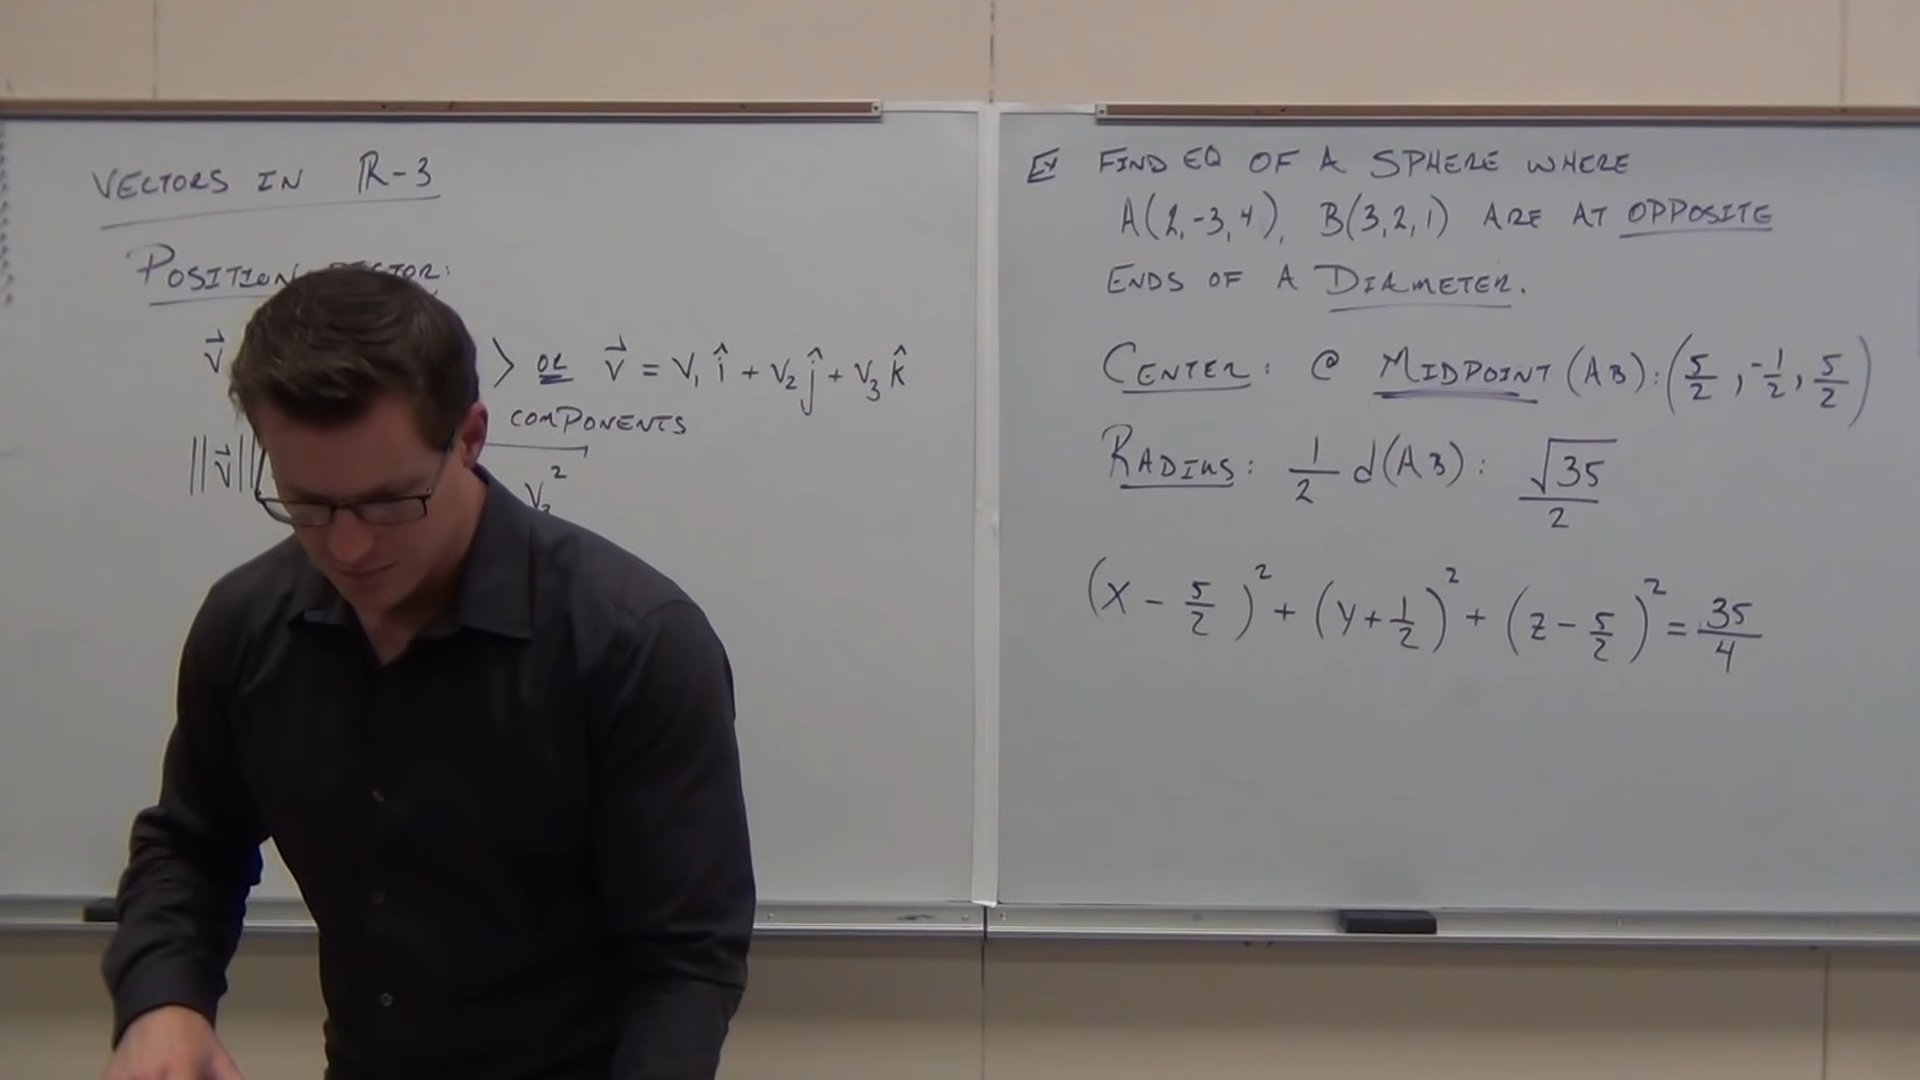 VECTORS IN ℝ-3
POSITION
v⃗ > OR v⃗ = v₁ î + v₂ ĵ + v₃ k̂
COMPONENTS
||v⃗|| v₃²
Ex FIND EQ OF A SPHERE WHERE
A(2,-3,4), B(3,2,1) ARE AT OPPOSITE
ENDS OF A DIAMETER.
CENTER: @ MIDPOINT (AB): (5/2, -1/2, 5/2)
RADIUS: 1/2 d(AB): √35/2
(x - 5/2)² + (y + 1/2)² + (z - 5/2)² = 35/4